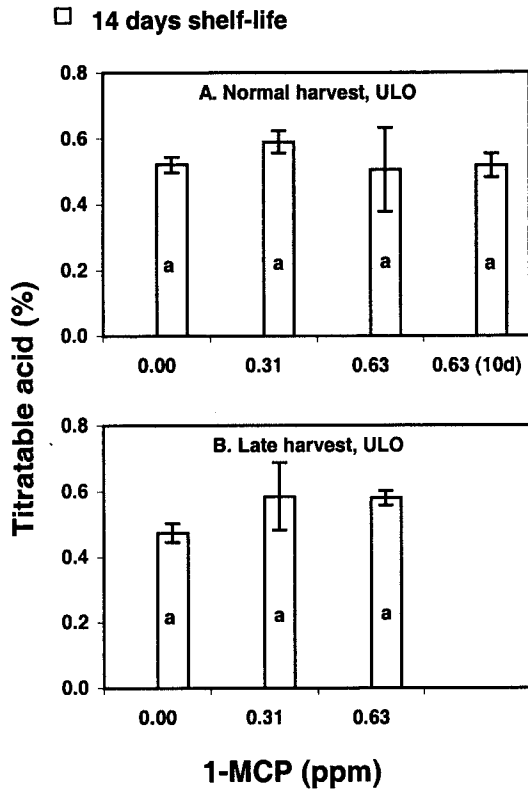 14 days shelf-life
A. Normal harvest, ULO
0.8
0.6
0.4
0.2
0.0
a a a a
0.00 0.31 0.63 0.63 (10d)
Titratable acid (%)
B. Late harvest, ULO
0.8
0.6
0.4
0.2
0.0
a a a
0.00 0.31 0.63
1-MCP (ppm)